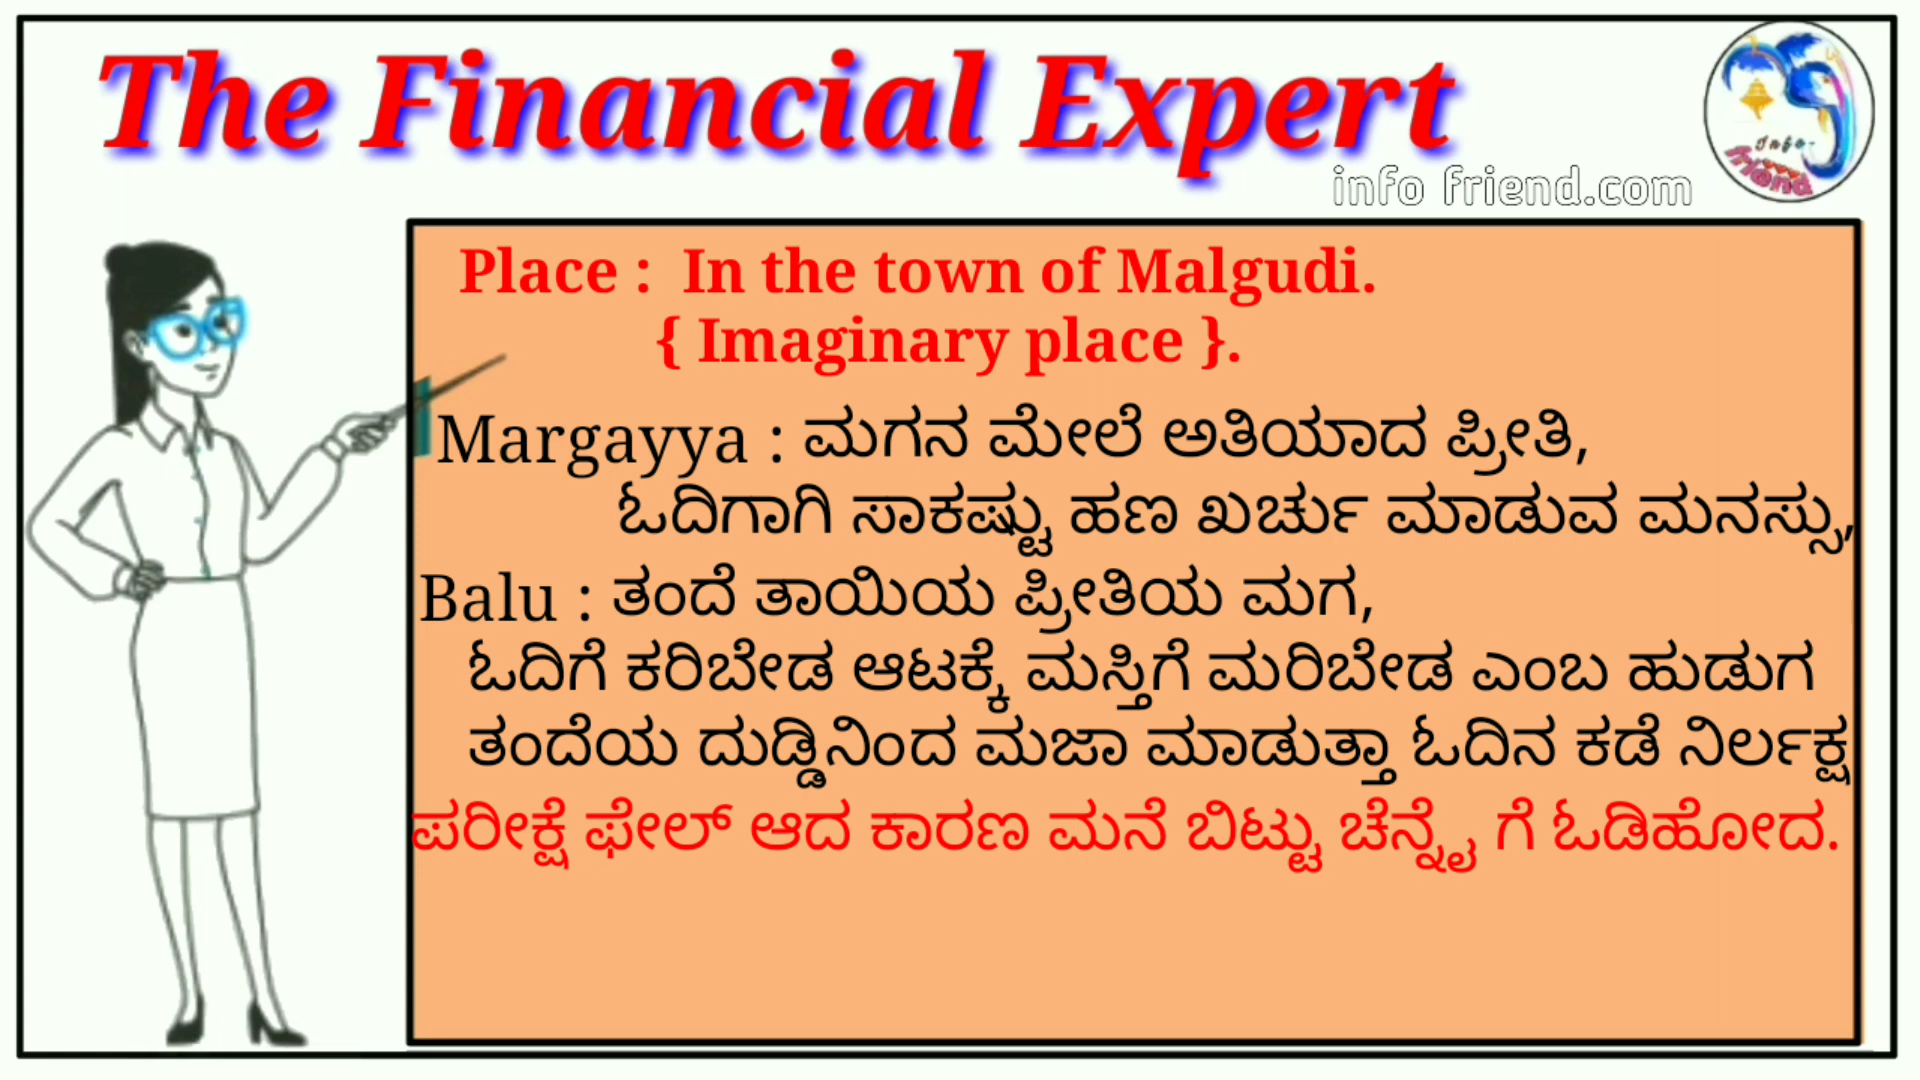 The Financial Expert
info friend.com
Info-
friend
Place : In the town of Malgudi.
{ Imaginary place }.
Margayya : ಮಗನ ಮೇಲೆ ಅತಿಯಾದ ಪ್ರೀತಿ,
ಓದಿಗಾಗಿ ಸಾಕಷ್ಟು ಹಣ ಖರ್ಚು ಮಾಡುವ ಮನಸ್ಸು,
Balu : ತಂದೆ ತಾಯಿಯ ಪ್ರೀತಿಯ ಮಗ,
ಓದಿಗೆ ಕರಿಬೇಡ ಆಟಕ್ಕೆ ಮಸ್ತಿಗೆ ಮರಿಬೇಡ ಎಂಬ ಹುಡುಗ
ತಂದೆಯ ದುಡ್ಡಿನಿಂದ ಮಜಾ ಮಾಡುತ್ತಾ ಓದಿನ ಕಡೆ ನಿರ್ಲಕ್ಷ
ಪರೀಕ್ಷೆ ಫೇಲ್ ಆದ ಕಾರಣ ಮನೆ ಬಿಟ್ಟು ಚೆನ್ನೈ ಗೆ ಓಡಿಹೋದ.